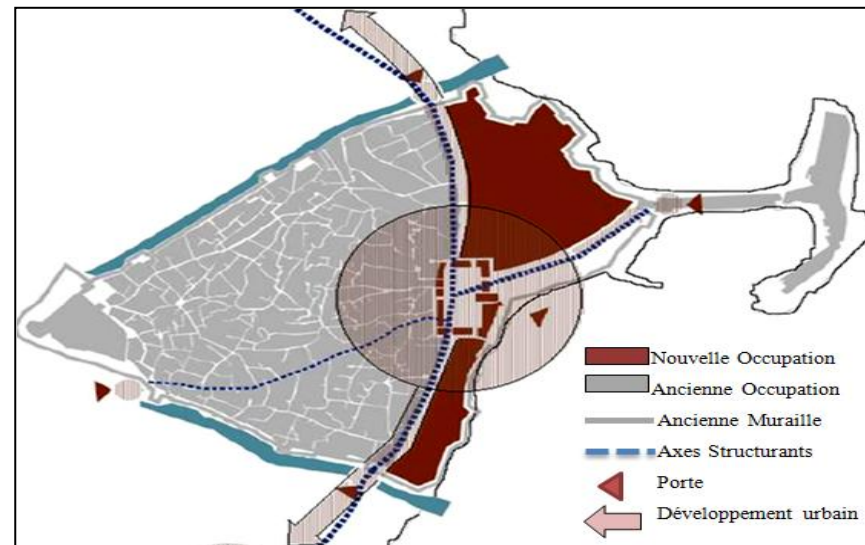 Nouvelle Occupation
Ancienne Occupation
Ancienne Muraille
Axes Structurants
Porte
Développement urbain